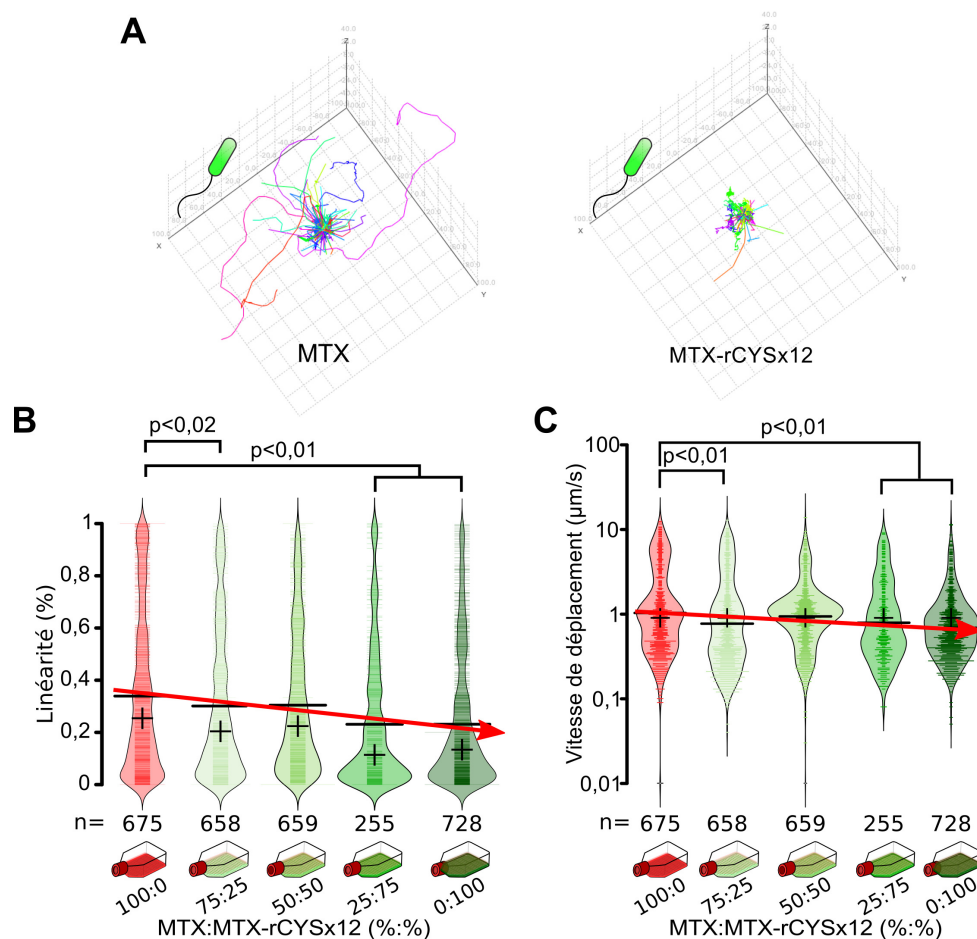 A
MTX
MTX-rCYSx12
B
p<0,02
p<0,01
Linéarité (%)
1
0,8
0,6
0,4
0,2
0
n= 675 658 659 255 728
100:0 75:25 50:50 25:75 0:100
MTX:MTX-rCYSx12 (%:%)
C
p<0,01
p<0,01
Vitesse de déplacement (µm/s)
100
10
1
0,1
0,01
675 658 659 255 728
100:0 75:25 50:50 25:75 0:100
MTX:MTX-rCYSx12 (%:%)